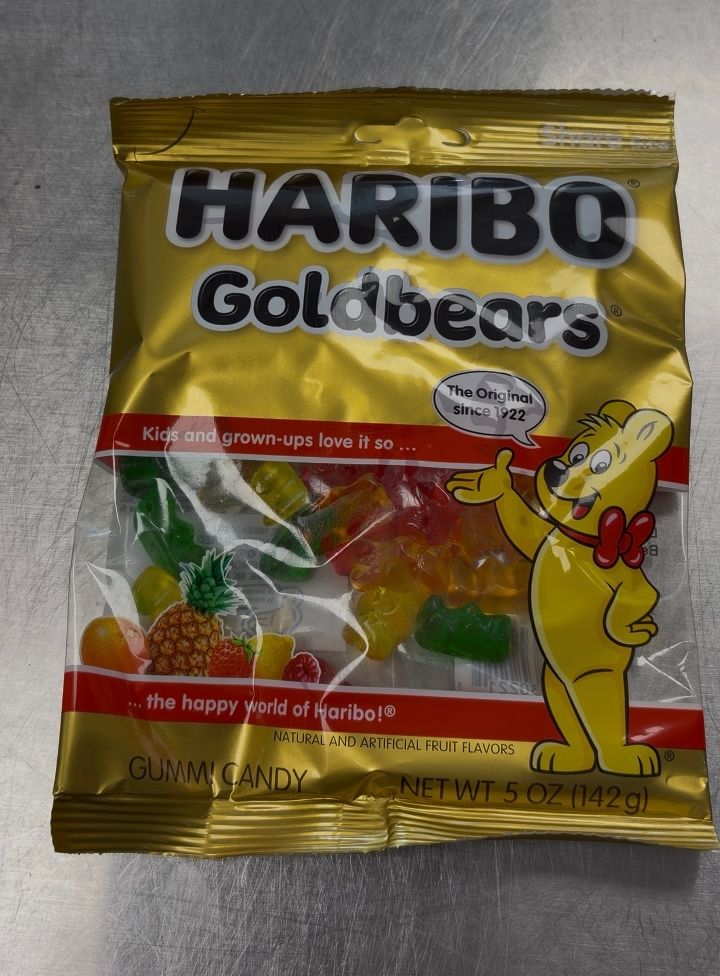 Share Size
HARIBO®
Goldbears®
The Original
since 1922
Kids and grown-ups love it so ...
... the happy world of Haribo!®
NATURAL AND ARTIFICIAL FRUIT FLAVORS
®
GUMMI CANDY
NET WT 5 OZ (142g)